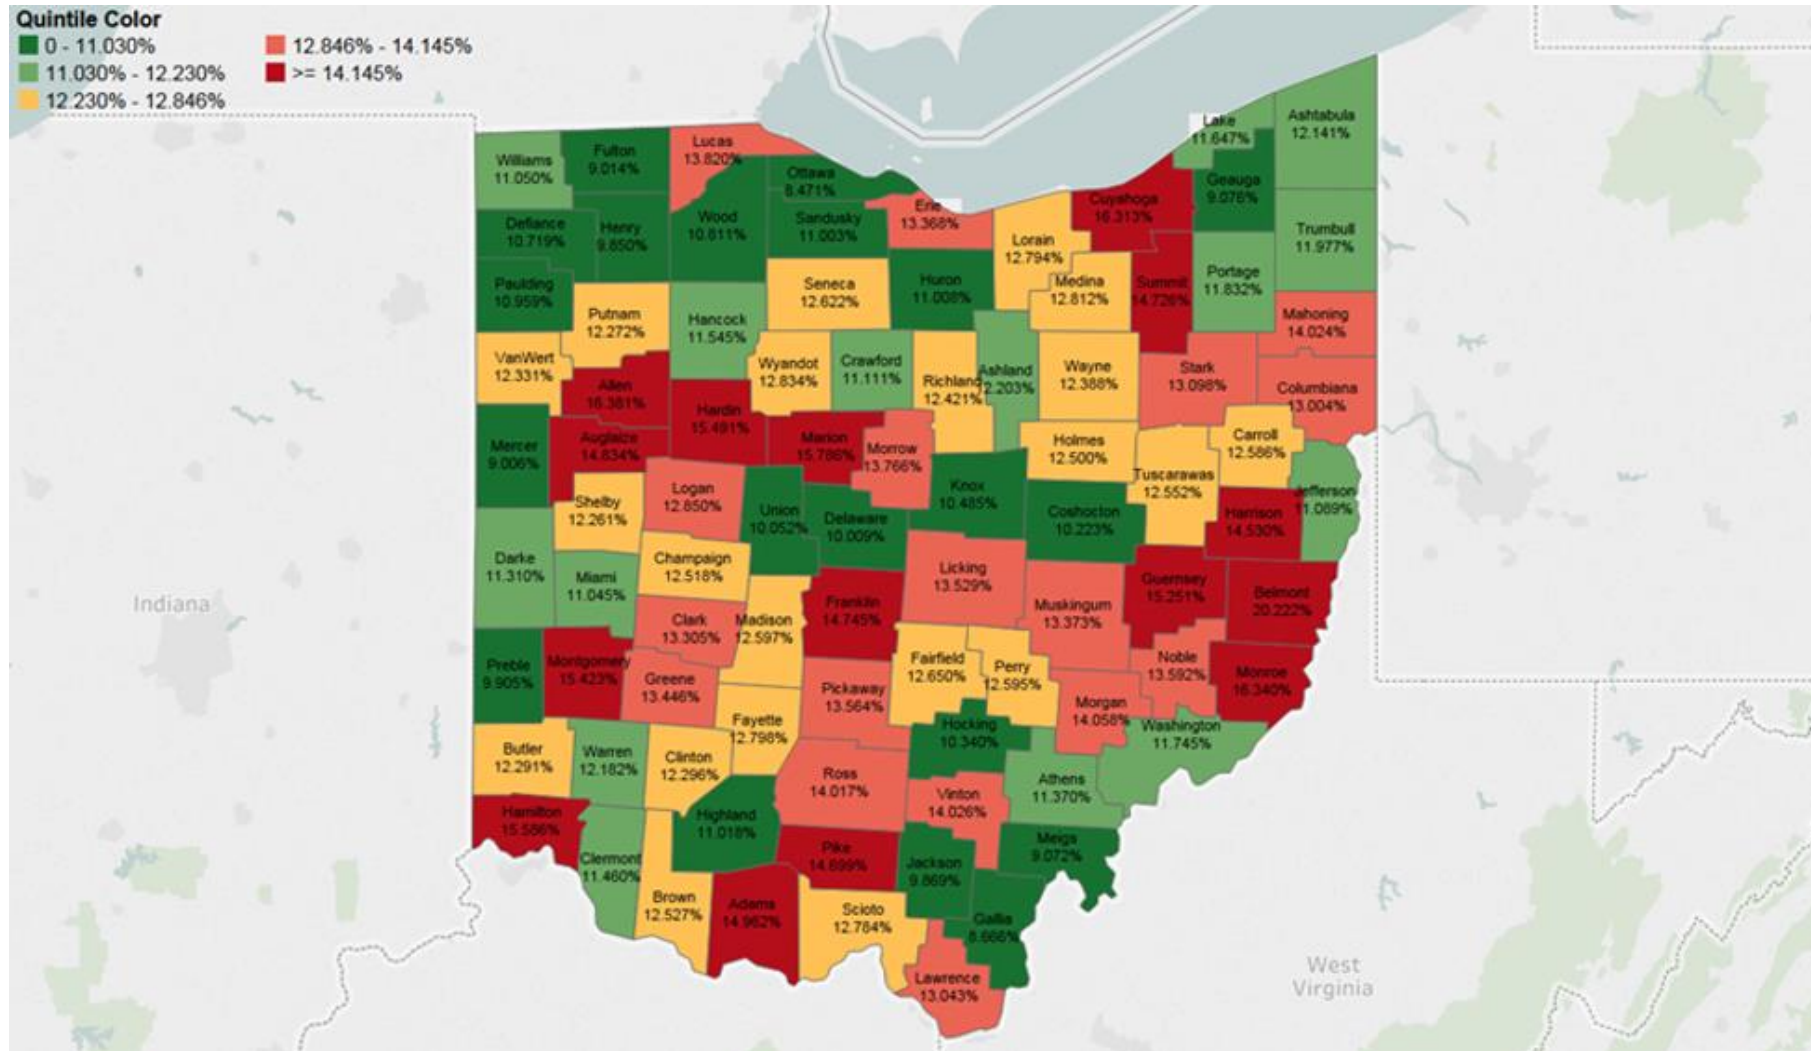 Quintile Color
0 - 11.030%
11.030% - 12.230%
12.230% - 12.846%
12.846% - 14.145%
>= 14.145%
Williams
11.050%
Fulton
9.014%
Lucas
13.820%
Ottawa
8.471%
Lake
11.647%
Ashtabula
12.141%
Geauga
9.076%
Cuyahoga
16.313%
Erie
13.368%
Sandusky
11.003%
Wood
10.811%
Henry
9.850%
Defiance
10.719%
Trumbull
11.977%
Lorain
12.794%
Medina
12.812%
Summit
14.726%
Portage
11.832%
Huron
11.008%
Seneca
12.622%
Paulding
10.959%
Putnam
12.272%
Hancock
11.545%
Mahoning
14.024%
VanWert
12.331%
Allen
16.381%
Wyandot
12.834%
Crawford
11.111%
Richland
12.421%
Ashland
12.203%
Wayne
12.388%
Stark
13.098%
Columbiana
13.004%
Hardin
15.491%
Mercer
9.006%
Auglaize
14.834%
Marion
15.786%
Morrow
13.766%
Holmes
12.500%
Carroll
12.586%
Tuscarawas
12.552%
Jefferson
11.089%
Shelby
12.261%
Logan
12.850%
Union
10.052%
Delaware
10.009%
Knox
10.485%
Coshocton
10.223%
Harrison
14.530%
Darke
11.310%
Miami
11.045%
Champaign
12.518%
Licking
13.529%
Guernsey
15.251%
Belmont
20.222%
Indiana
Clark
13.305%
Madison
12.597%
Franklin
14.745%
Muskingum
13.373%
Preble
9.905%
Montgomery
15.423%
Greene
13.446%
Pickaway
13.564%
Fairfield
12.650%
Perry
12.595%
Noble
13.592%
Monroe
16.340%
Morgan
14.058%
Washington
11.745%
Fayette
12.798%
Hocking
10.340%
Butler
12.291%
Warren
12.182%
Clinton
12.296%
Ross
14.017%
Vinton
14.026%
Athens
11.370%
Hamilton
15.586%
Highland
11.018%
Pike
14.699%
Jackson
9.869%
Meigs
9.072%
Clermont
11.460%
Brown
12.527%
Adams
14.962%
Scioto
12.784%
Gallia
8.666%
Lawrence
13.043%
West
Virginia